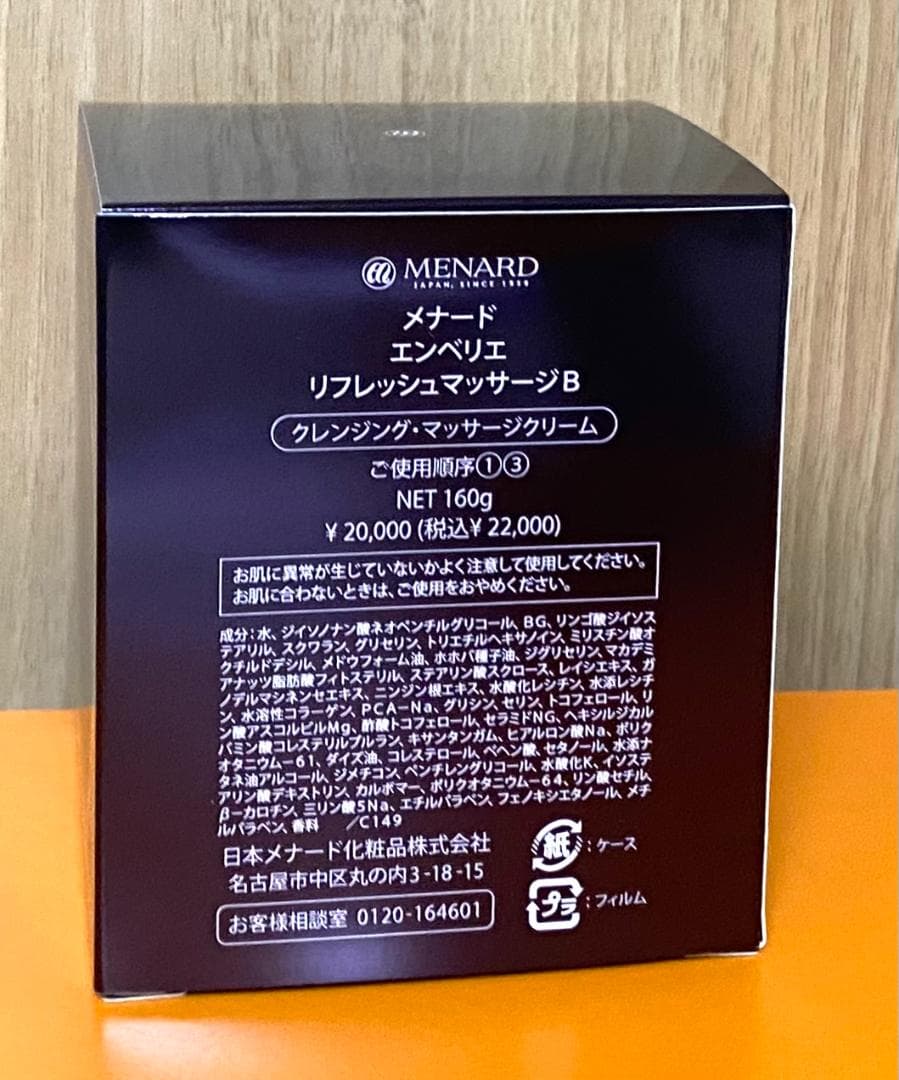 MENARD
JAPAN, SINCE 1959
メナード
エンベリエ
リフレッシュマッサージB
クレンジング・マッサージクリーム
ご使用順序①③
NET 160g
¥20,000 (税込¥22,000)
お肌に異常が生じていないかよく注意して使用してください。
お肌に合わないときは、ご使用をおやめください。
成分：水、ジイソノナン酸ネオペンチルグリコール、BG、リンゴ酸ジイソス
テアリル、スクワラン、グリセリン、トリエチルヘキサノイン、ミリスチン酸オ
クチルドデシル、メドウフォーム油、ホホバ種子油、ジグリセリン、マカデミ
アナッツ脂肪酸フィトステリル、ステアリン酸スクロース、レイシエキス、ガ
ノデルマシネンセエキス、ニンジン根エキス、水酸化レシチン、水添レシチ
ン、水溶性コラーゲン、PCA-Na、グリシン、セリン、トコフェロール、リ
ン酸アスコルビルMg、酢酸トコフェロール、セラミドNG、ヘキシルジカル
バミン酸コレステリルプルラン、キサンタンガム、ヒアルロン酸Na、ポリク
オタニウム-61、ダイズ油、コレステロール、ベヘン酸、セタノール、水添ナ
タネ油アルコール、ジメチコン、ペンチレングリコール、水酸化K、イソステ
アリン酸デキストリン、カルボマー、ポリクオタニウム-64、リン酸セチル、
β-カロチン、三リン酸5Na、エチルパラベン、フェノキシエタノール、メチ
ルパラベン、香料　／C149
日本メナード化粧品株式会社
名古屋市中区丸の内3-18-15
お客様相談室 0120-164601
紙：ケース
プラ：フィルム